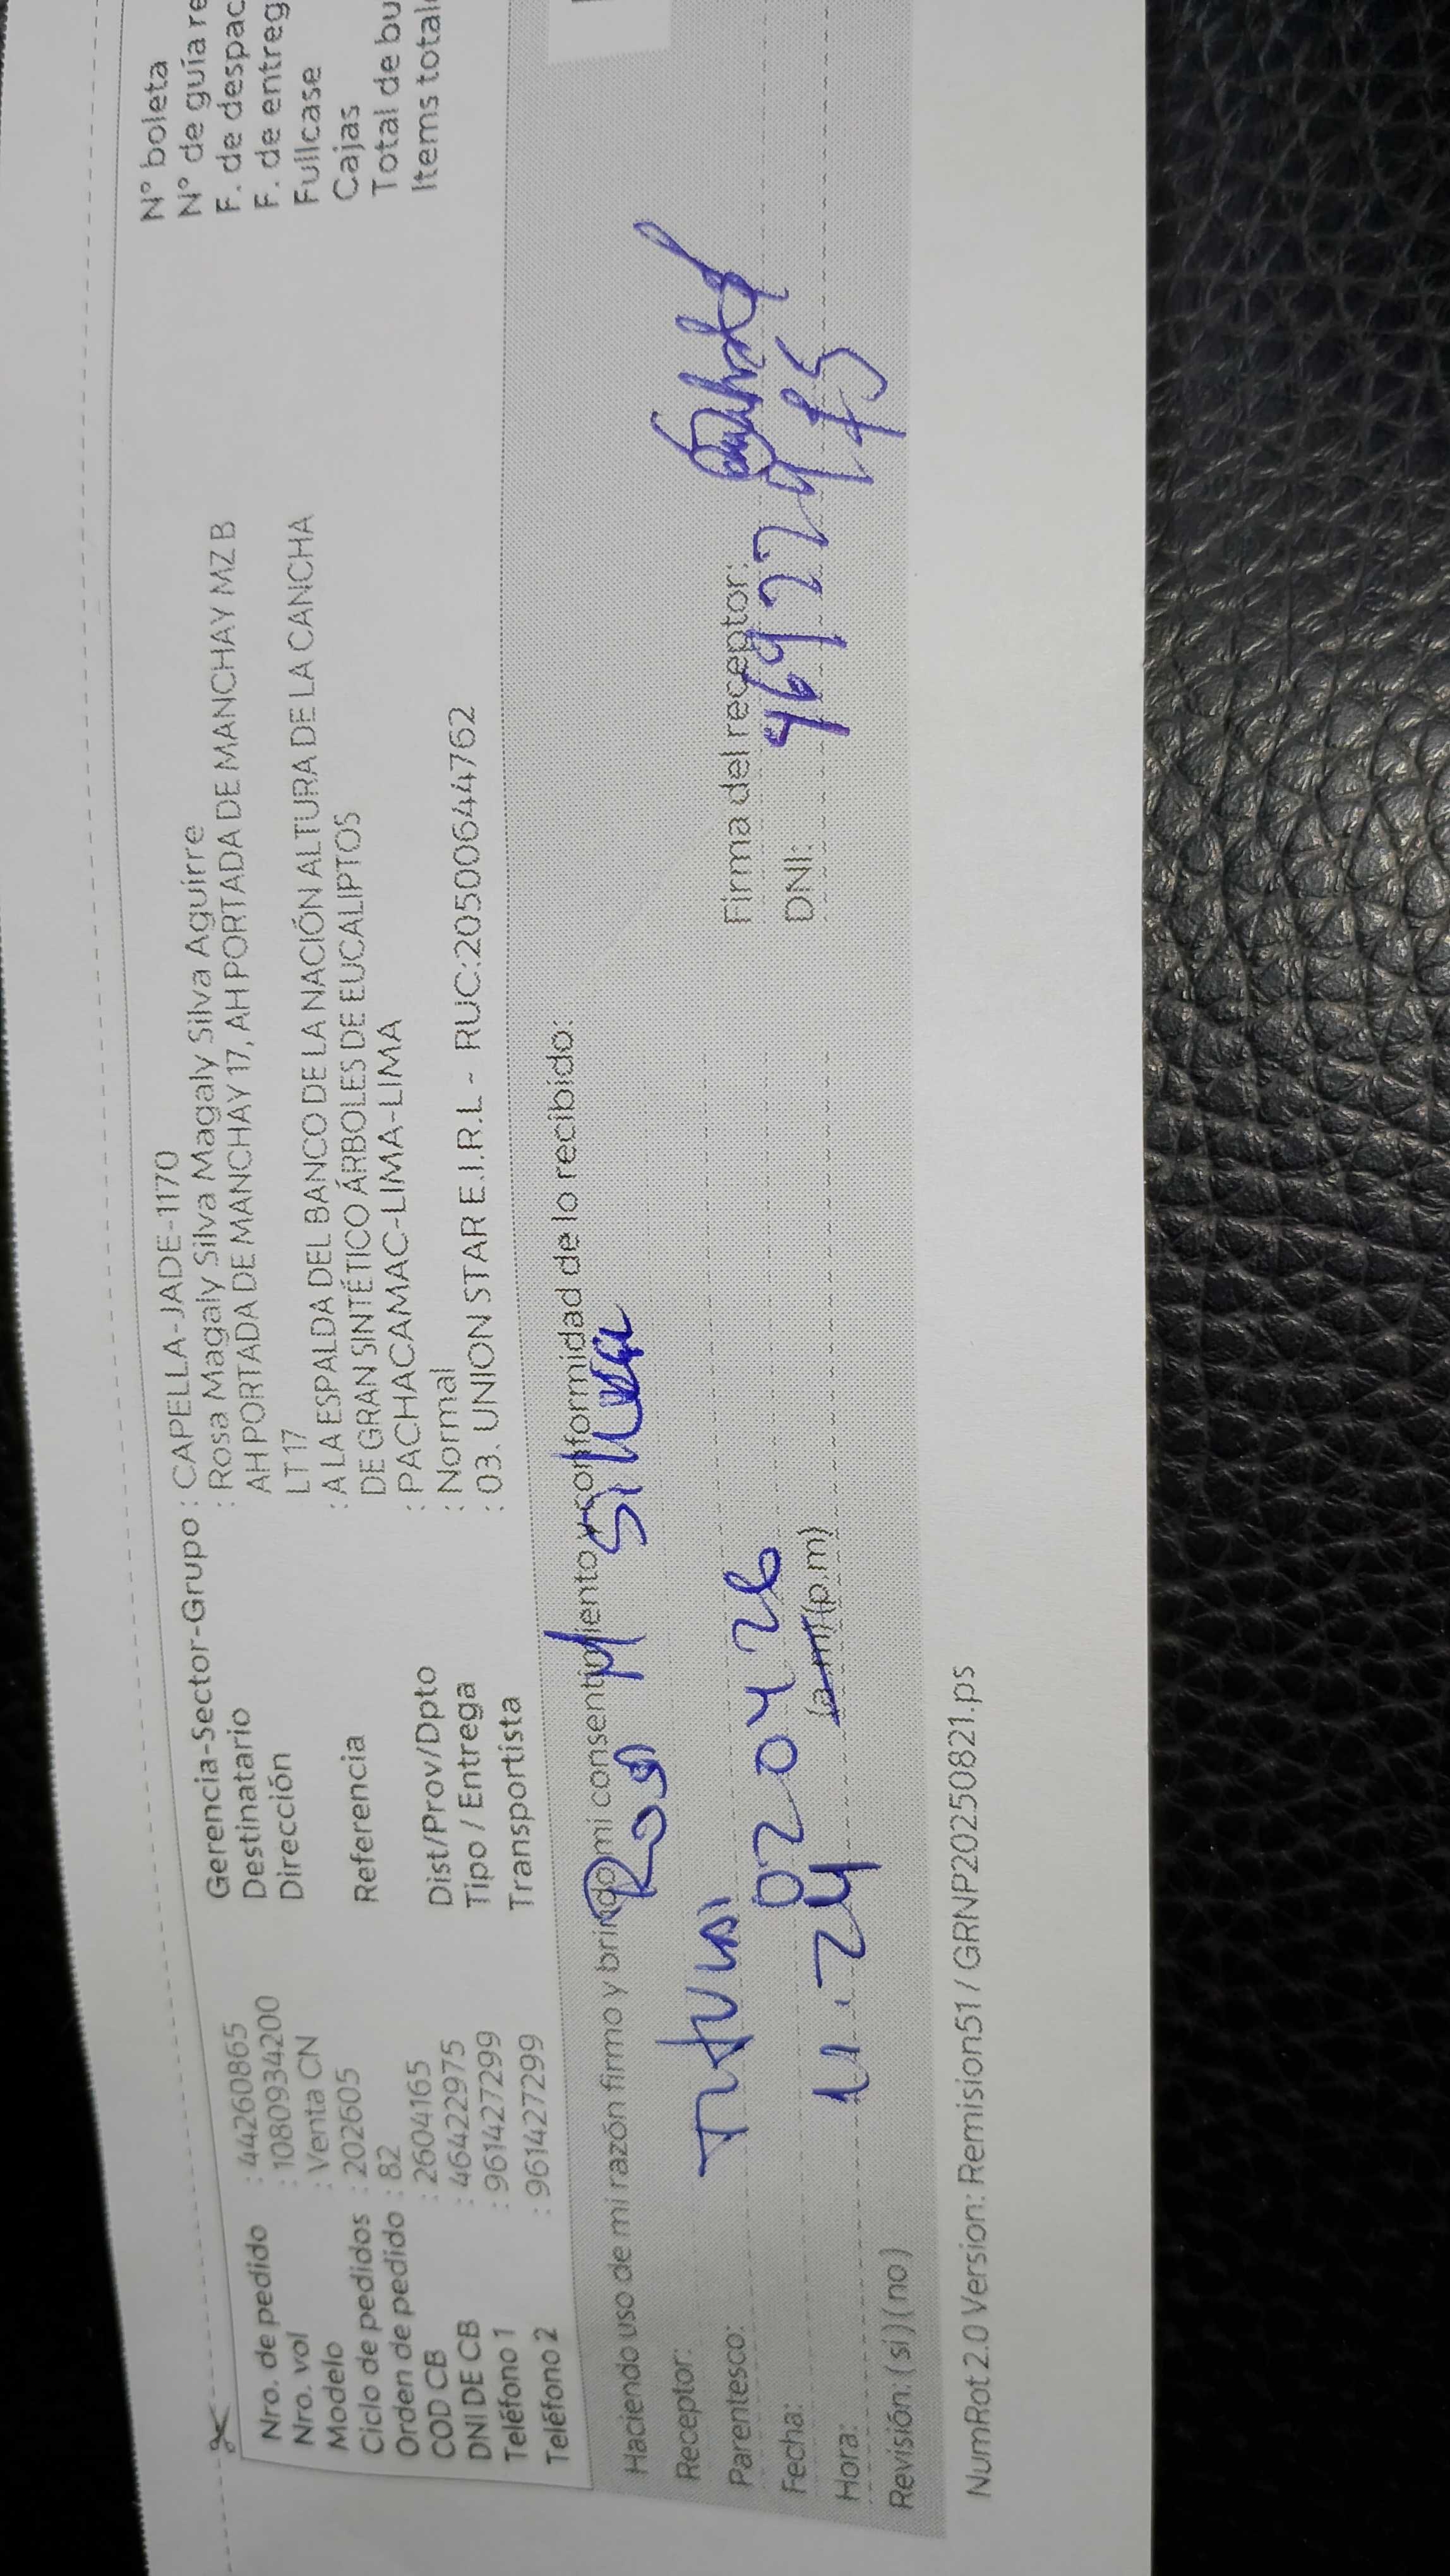 Nro. de pedido : 44260865
Nro. vol : 1080934200
Modelo : Venta CN
Ciclo de pedidos : 202605
Orden de pedido : 82
COD CB : 2604165
DNI DE CB : 46422975
Teléfono 1 : 961427299
Teléfono 2 : 961427299
Gerencia-Sector-Grupo : CAPELLA-JADE-1170
Destinatario : Rosa Magaly Silva Magaly Silva Aguirre
Dirección AH PORTADA DE MANCHAY 17, AH PORTADA DE MANCHAY MZ B
LT 17
Referencia : A LA ESPALDA DEL BANCO DE LA NACIÓN ALTURA DE LA CANCHA
DE GRAN SINTÉTICO ÁRBOLES DE EUCALIPTOS
Dist/Prov/Dpto : PACHACAMAC-LIMA-LIMA
Tipo / Entrega : Normal
Transportista : 03. UNION STAR E.I.R.L - RUC:20500644762
N° boleta
N° de guía re
F. de despac
F. de entreg
Fullcase
Cajas
Total de bu
Items total
Haciendo uso de mi razón firmo y brindo mi consentimiento y conformidad de lo recibido:
Receptor: Rosa M Silva
Parentesco: Titular
Firma del receptor:
Fecha: 02 04 26
DNI:
Hora: (a.m)(p.m)
Revisión: (si) (no)
NumRot 2.0 Version: Remision51 / GRNP20250821.ps